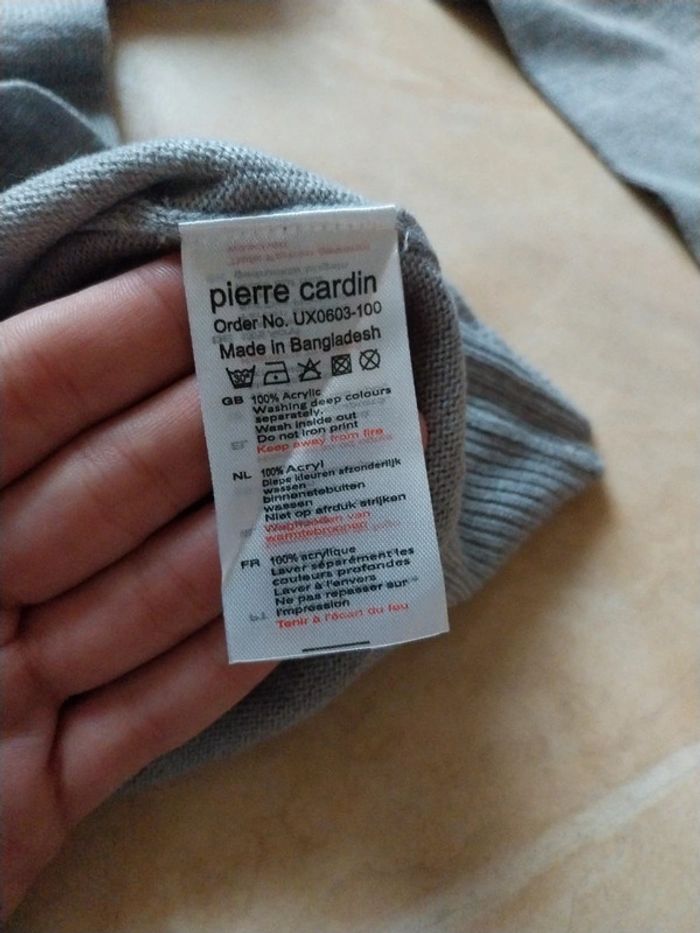 pierre cardin
Order No. UX0603-100
Made in Bangladesh
GB 100% Acrylic
Washing deep colours
separately.
Wash inside out
Do not iron print
Keep away from fire
NL 100% Acryl
Diepe kleuren afzonderlijk
wassen
binnenstebuiten
wassen
Niet op afdruk strijken
Weghouden van
warmtebronnen
FR 100% acrylique
Laver séparément les
couleurs profondes
Laver à l'envers
Ne pas repasser sur
l'impression
Tenir à l'écart du feu